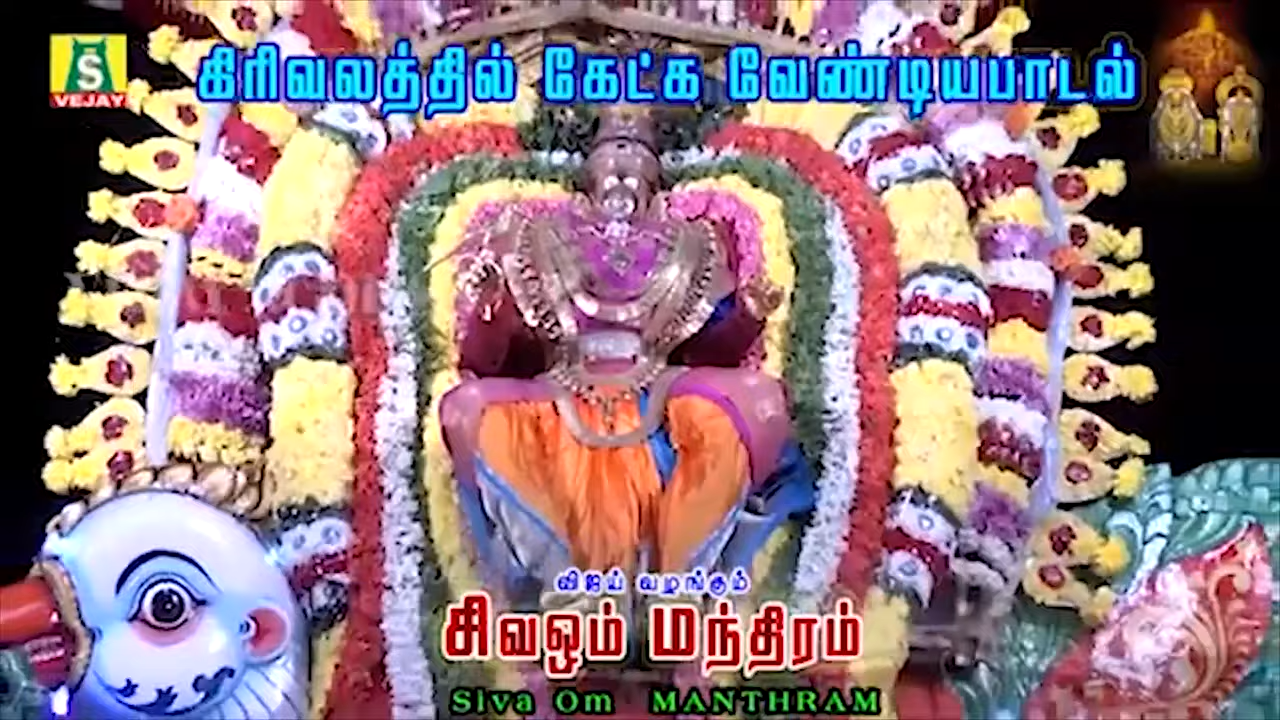 S
VEJAY
கிரிவலத்தில் கேட்க வேண்டியபாடல்
விஜய் வழங்கும்
சிவஓம் மந்திரம்
Siva Om MANTHRAM